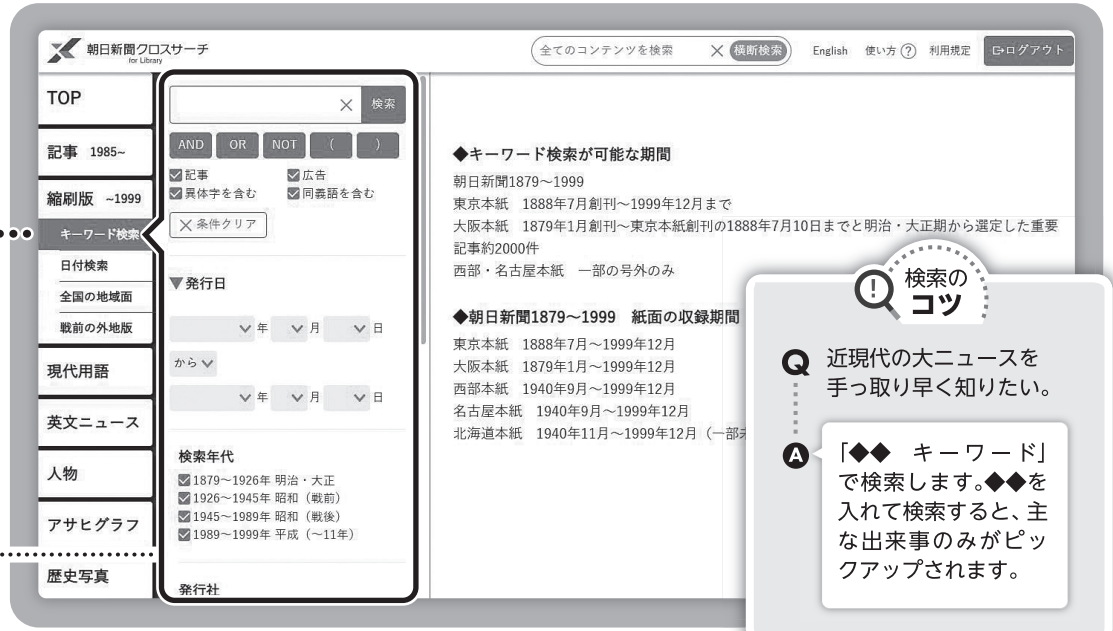 朝日新聞クロスサーチ
for Library
全てのコンテンツを検索
横断検索
English
使い方
利用規定
ログアウト
TOP
記事 1985~
縮刷版 ~1999
キーワード検索
日付検索
全国の地域面
戦前の外地版
現代用語
英文ニュース
人物
アサヒグラフ
歴史写真
検索
AND OR NOT ( )
記事 広告
異体字を含む 同義語を含む
×条件クリア
▼発行日
年 月 日
から
年 月 日
検索年代
1879～1926年 明治・大正
1926～1945年 昭和（戦前）
1945～1989年 昭和（戦後）
1989～1999年 平成（～11年）
発行社
◆キーワード検索が可能な期間
朝日新聞1879～1999
東京本紙　1888年7月創刊～1999年12月まで
大阪本紙　1879年1月創刊～東京本紙創刊の1888年7月10日までと明治・大正期から選定した重要
記事約2000件
西部・名古屋本紙　一部の号外のみ
◆朝日新聞1879～1999　紙面の収録期間
東京本紙　1888年7月～1999年12月
大阪本紙　1879年1月～1999年12月
西部本紙　1940年9月～1999年12月
名古屋本紙　1940年9月～1999年12月
北海道本紙　1940年11月～1999年12月（一部
検索の
コツ
Q 近現代の大ニュースを
手っ取り早く知りたい。
A 「◆◆　キーワード」
で検索します。◆◆を
入れて検索すると、主
な出来事のみがピッ
クアップされます。